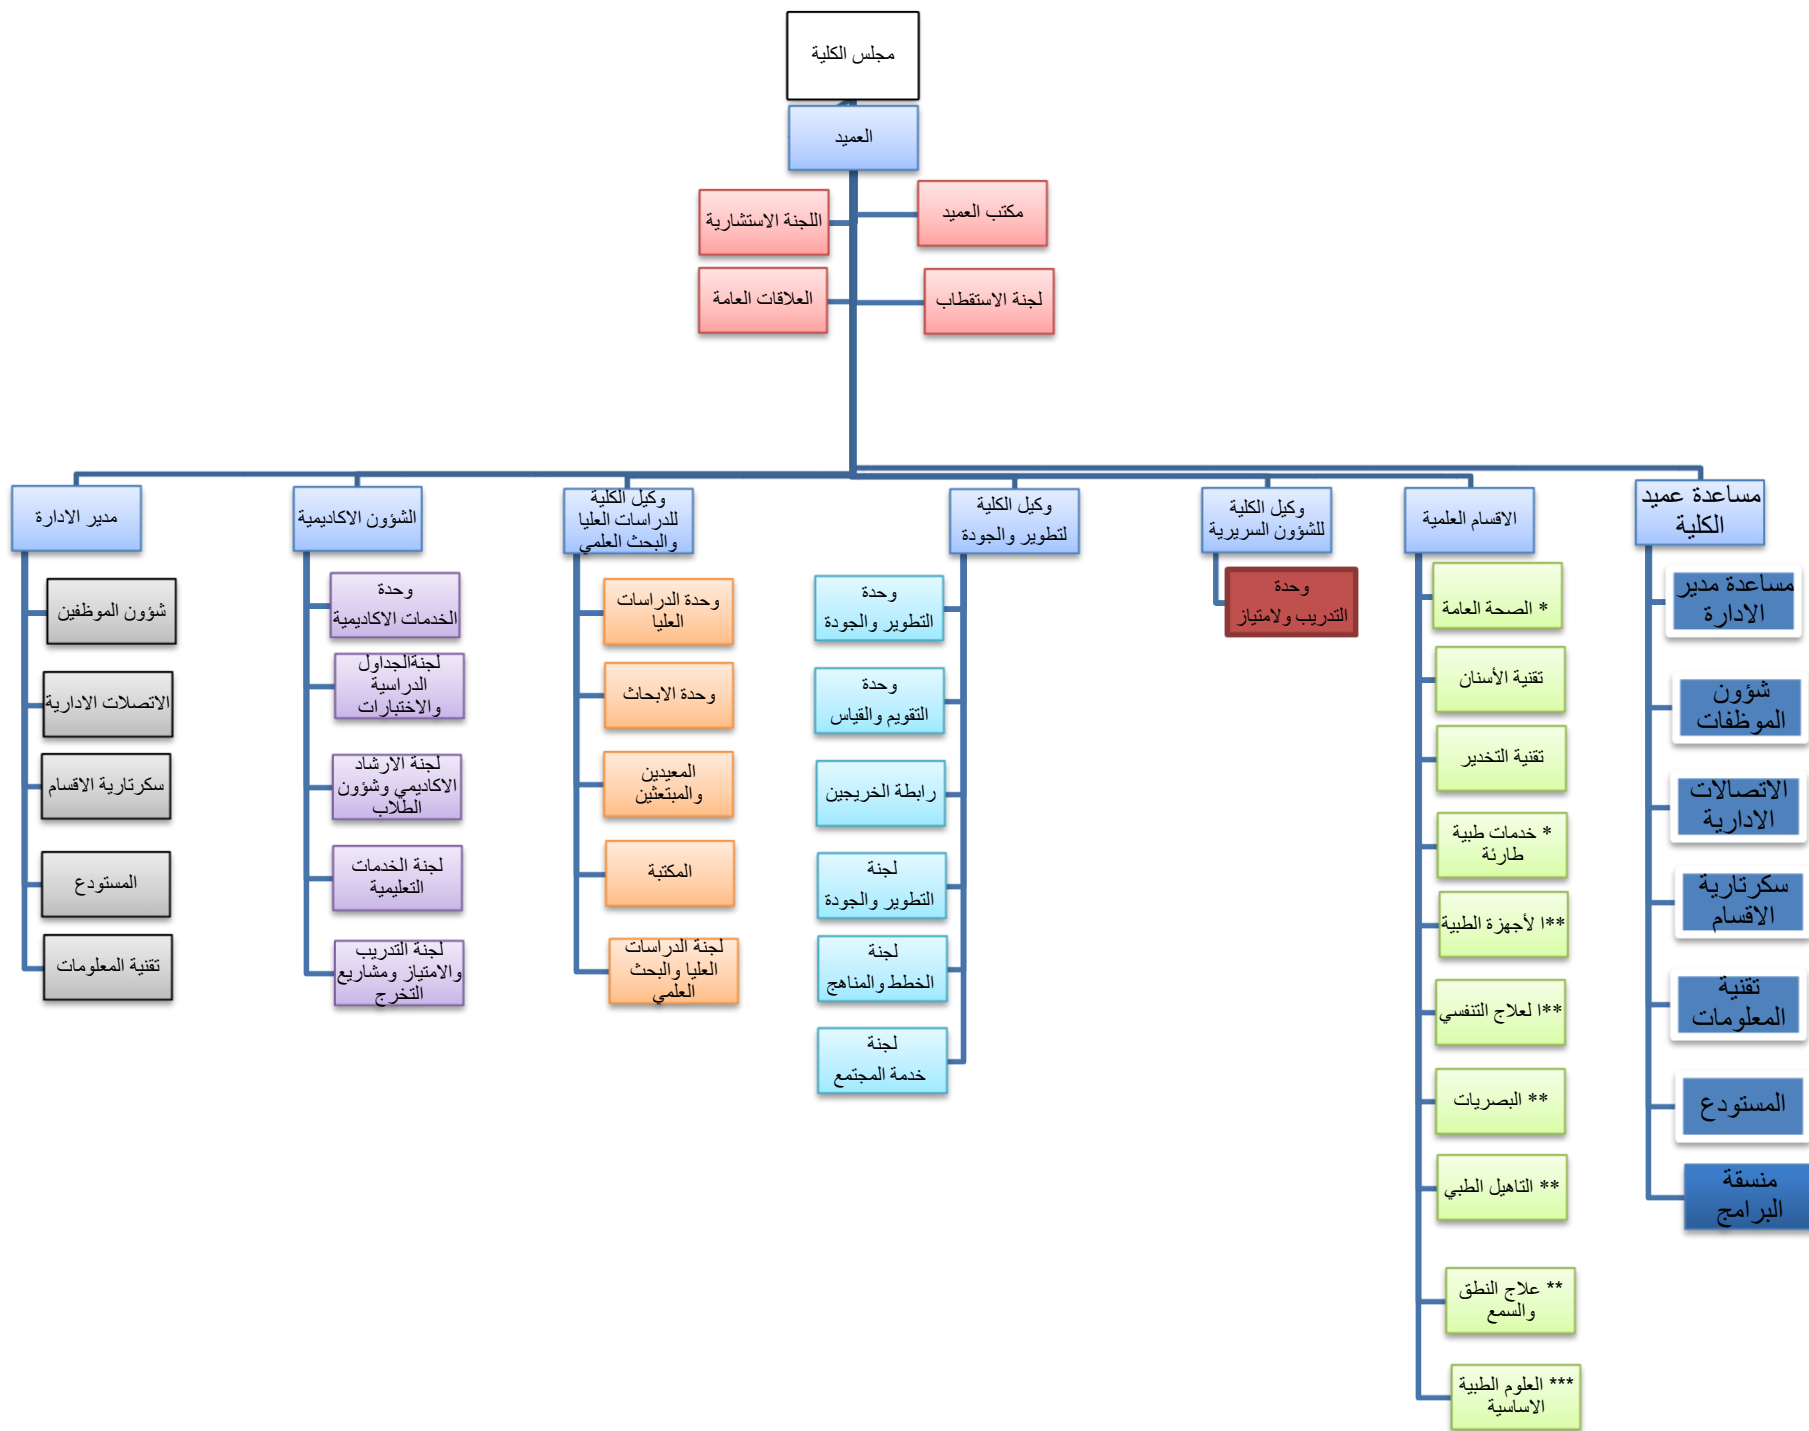 مجلس الكلية
العميد
مكتب العميد
اللجنة الاستشارية
لجنة الاستقطاب
العلاقات العامة
مساعدة عميد
الكلية
مساعدة مدير
الادارة
شؤون
الموظفات
الاتصالات
الادارية
سكرتارية
الاقسام
تقنية
المعلومات
المستودع
منسقة
البرامج
الاقسام العلمية
* الصحة العامة
تقنية الأسنان
تقنية التخدير
* خدمات طبية
طارئة
**ا لأجهزة الطبية
**ا لعلاج التنفسي
** البصريات
** التاهيل الطبي
** علاج النطق
والسمع
*** العلوم الطبية
الاساسية
وكيل الكلية
للشؤون السريرية
وحدة
التدريب ولامتياز
وكيل الكلية
لتطوير والجودة
وحدة
التطوير والجودة
وحدة
التقويم والقياس
رابطة الخريجين
لجنة
التطوير والجودة
لجنة
الخطط والمناهج
لجنة
خدمة المجتمع
وكيل الكلية
للدراسات العليا
والبحث العلمي
وحدة الدراسات
العليا
وحدة الابحاث
المعيدين
والمبتعثين
المكتبة
لجنة الدراسات
العليا والبحث
العلمي
الشؤون الاكاديمية
وحدة
الخدمات الاكاديمية
لجنةالجداول
الدراسية
والاختبارات
لجنة الارشاد
الاكاديمي وشؤون
الطلاب
لجنة الخدمات
التعليمية
لجنة التدريب
والامتياز ومشاريع
التخرج
مدير الادارة
شؤون الموظفين
الاتصلات الادارية
سكرتارية الاقسام
المستودع
تقنية المعلومات